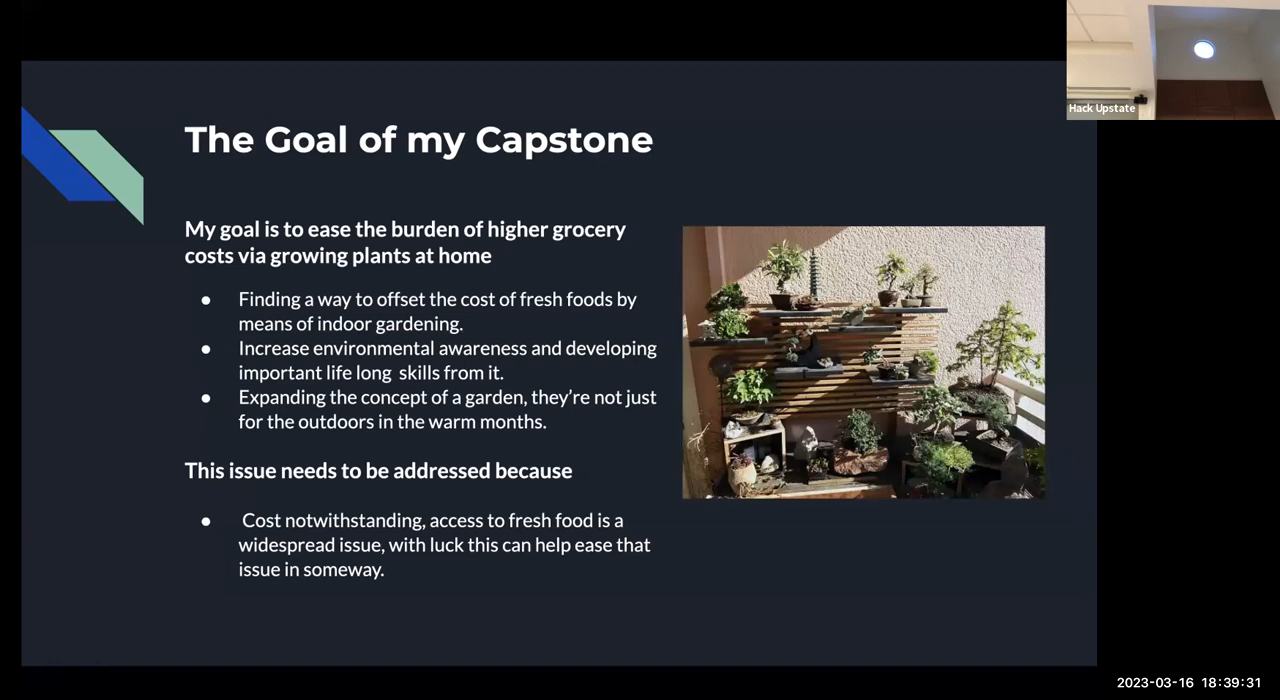 Hack Upstate
The Goal of my Capstone
My goal is to ease the burden of higher grocery
costs via growing plants at home
● Finding a way to offset the cost of fresh foods by
means of indoor gardening.
● Increase environmental awareness and developing
important life long  skills from it.
● Expanding the concept of a garden, they’re not just
for the outdoors in the warm months.
This issue needs to be addressed because
● Cost notwithstanding, access to fresh food is a
widespread issue, with luck this can help ease that
issue in someway.
2023-03-16 18:39:31